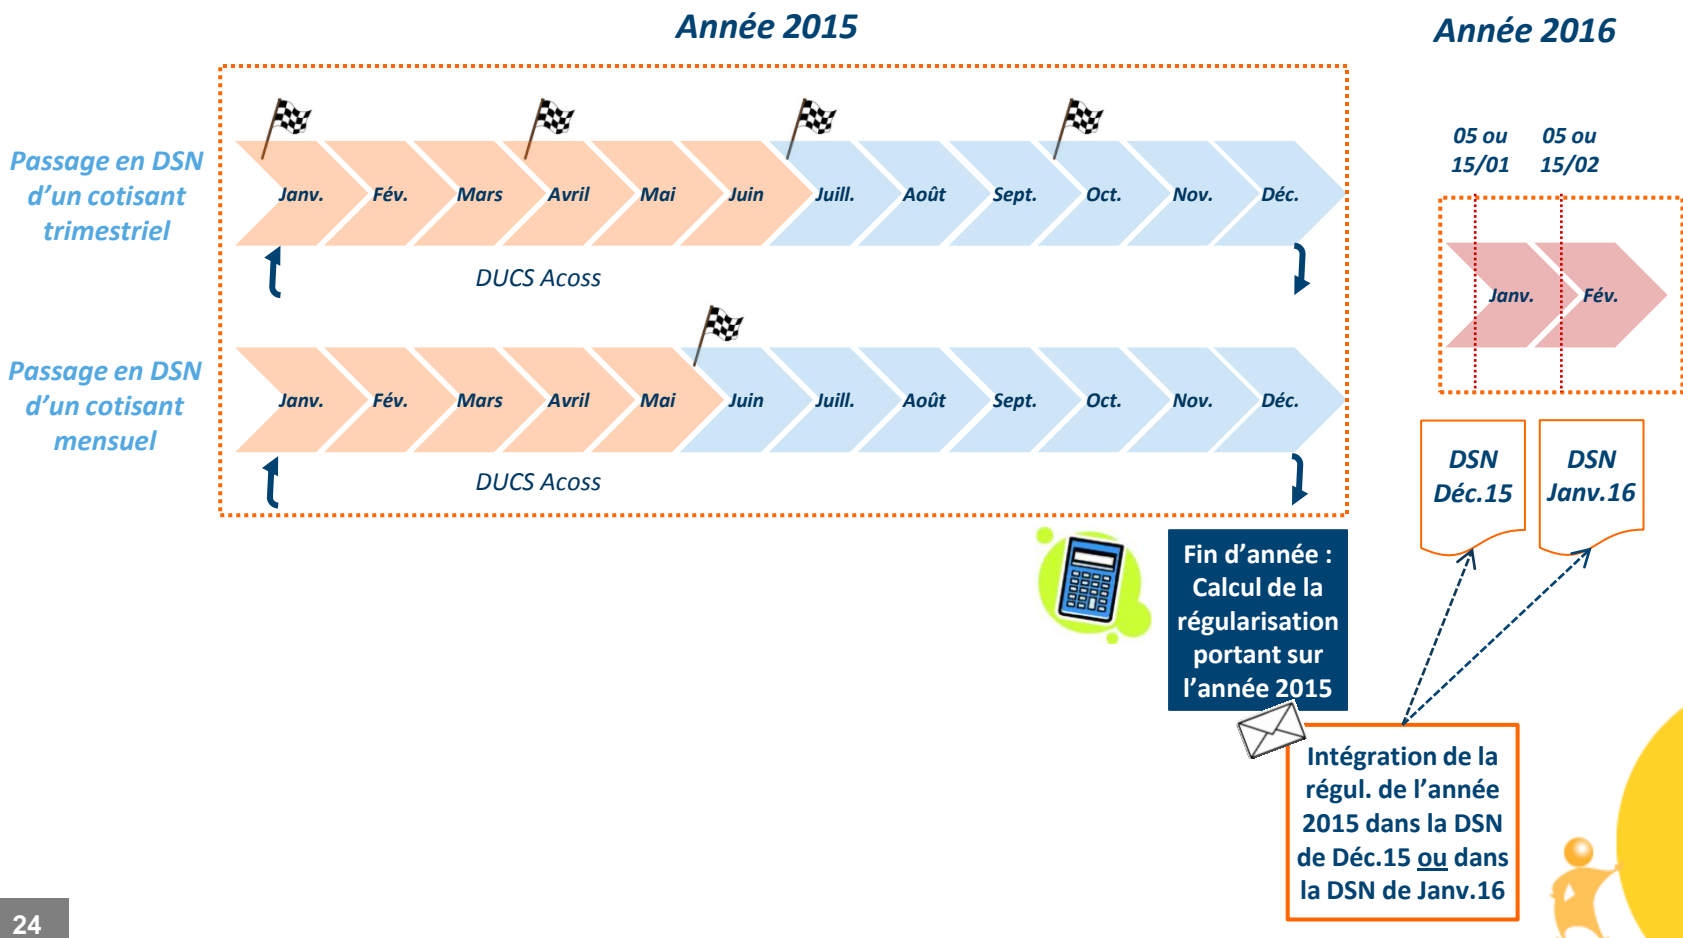 Année 2015
Année 2016
05 ou
15/01
05 ou
15/02
Passage en DSN
d’un cotisant
trimestriel
Janv.
Fév.
Mars
Avril
Mai
Juin
Juill.
Août
Sept.
Oct.
Nov.
Déc.
DUCS Acoss
Janv.
Fév.
Passage en DSN
d’un cotisant
mensuel
Janv.
Fév.
Mars
Avril
Mai
Juin
Juill.
Août
Sept.
Oct.
Nov.
Déc.
DUCS Acoss
DSN
Déc.15
DSN
Janv.16
Fin d’année :
Calcul de la
régularisation
portant sur
l’année 2015
Intégration de la
régul. de l’année
2015 dans la DSN
de Déc.15 ou dans
la DSN de Janv.16
24